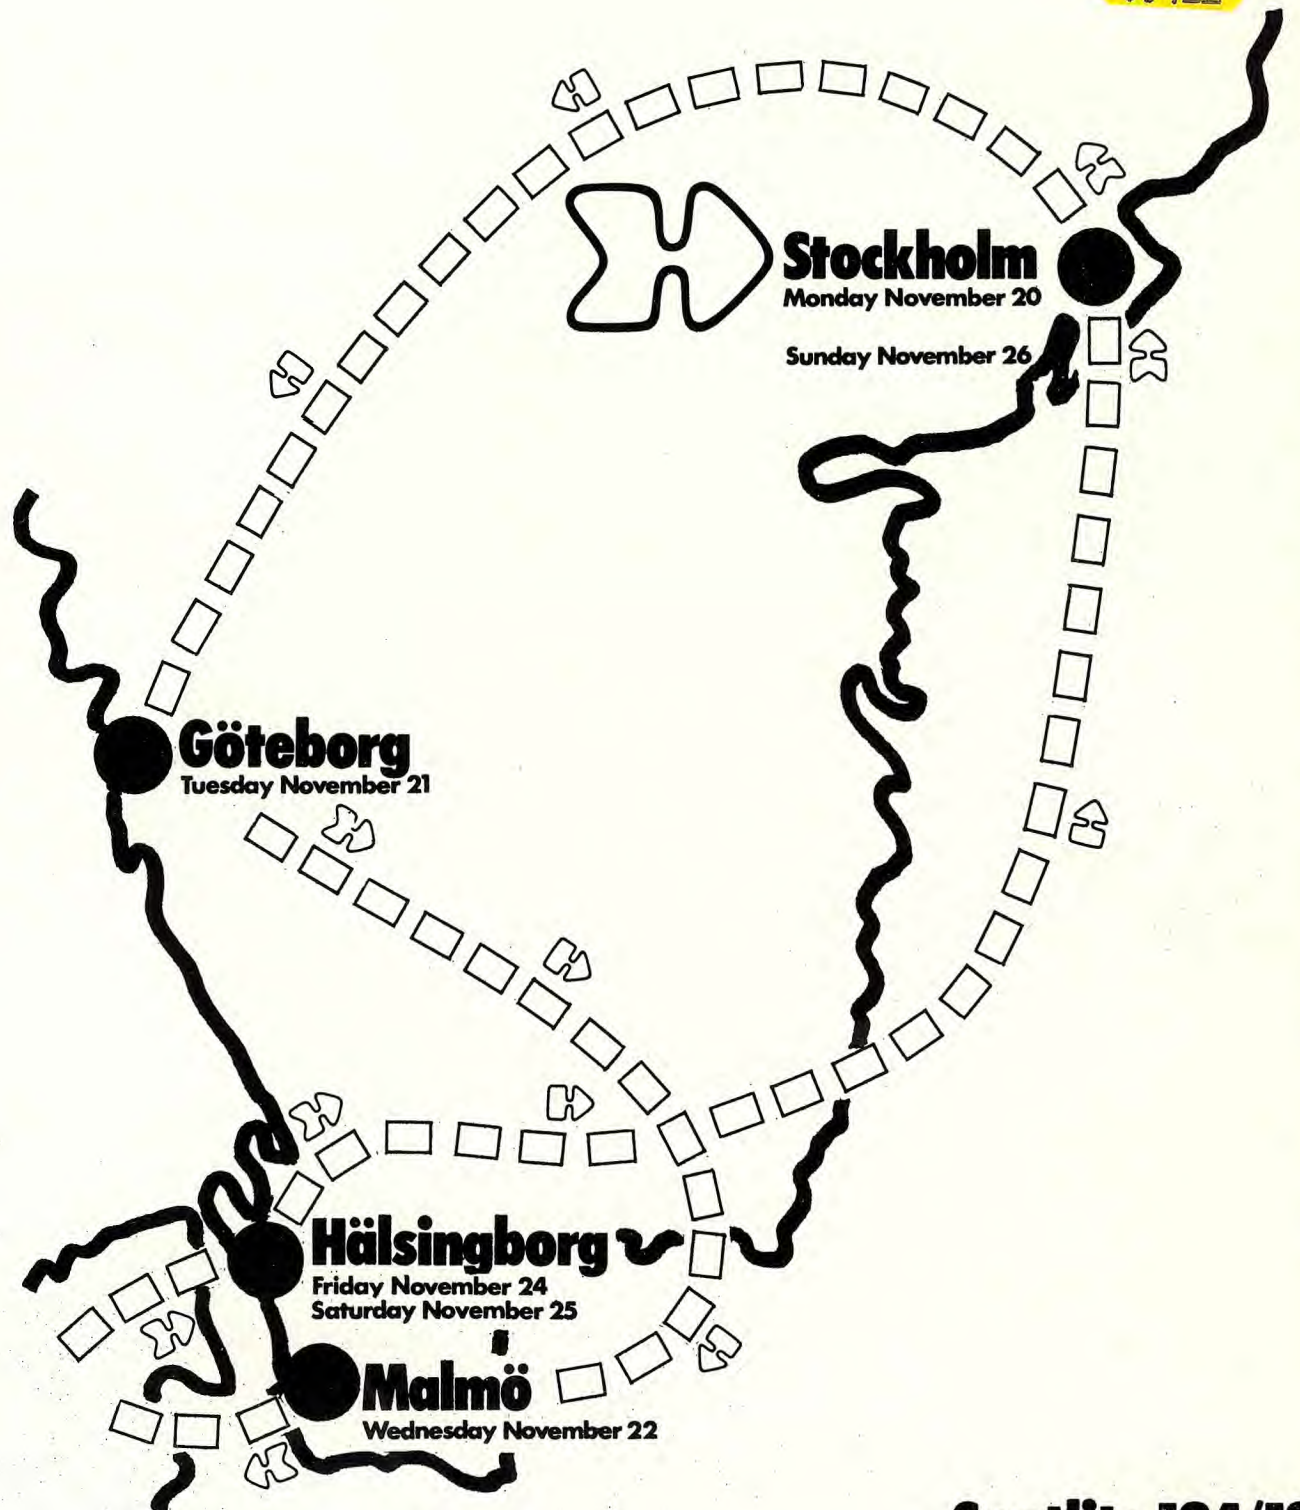 Stockholm
Monday November 20
Sunday November 26
Göteborg
Tuesday November 21
Hälsingborg
Friday November 24
Saturday November 25
Malmö
Wednesday November 22